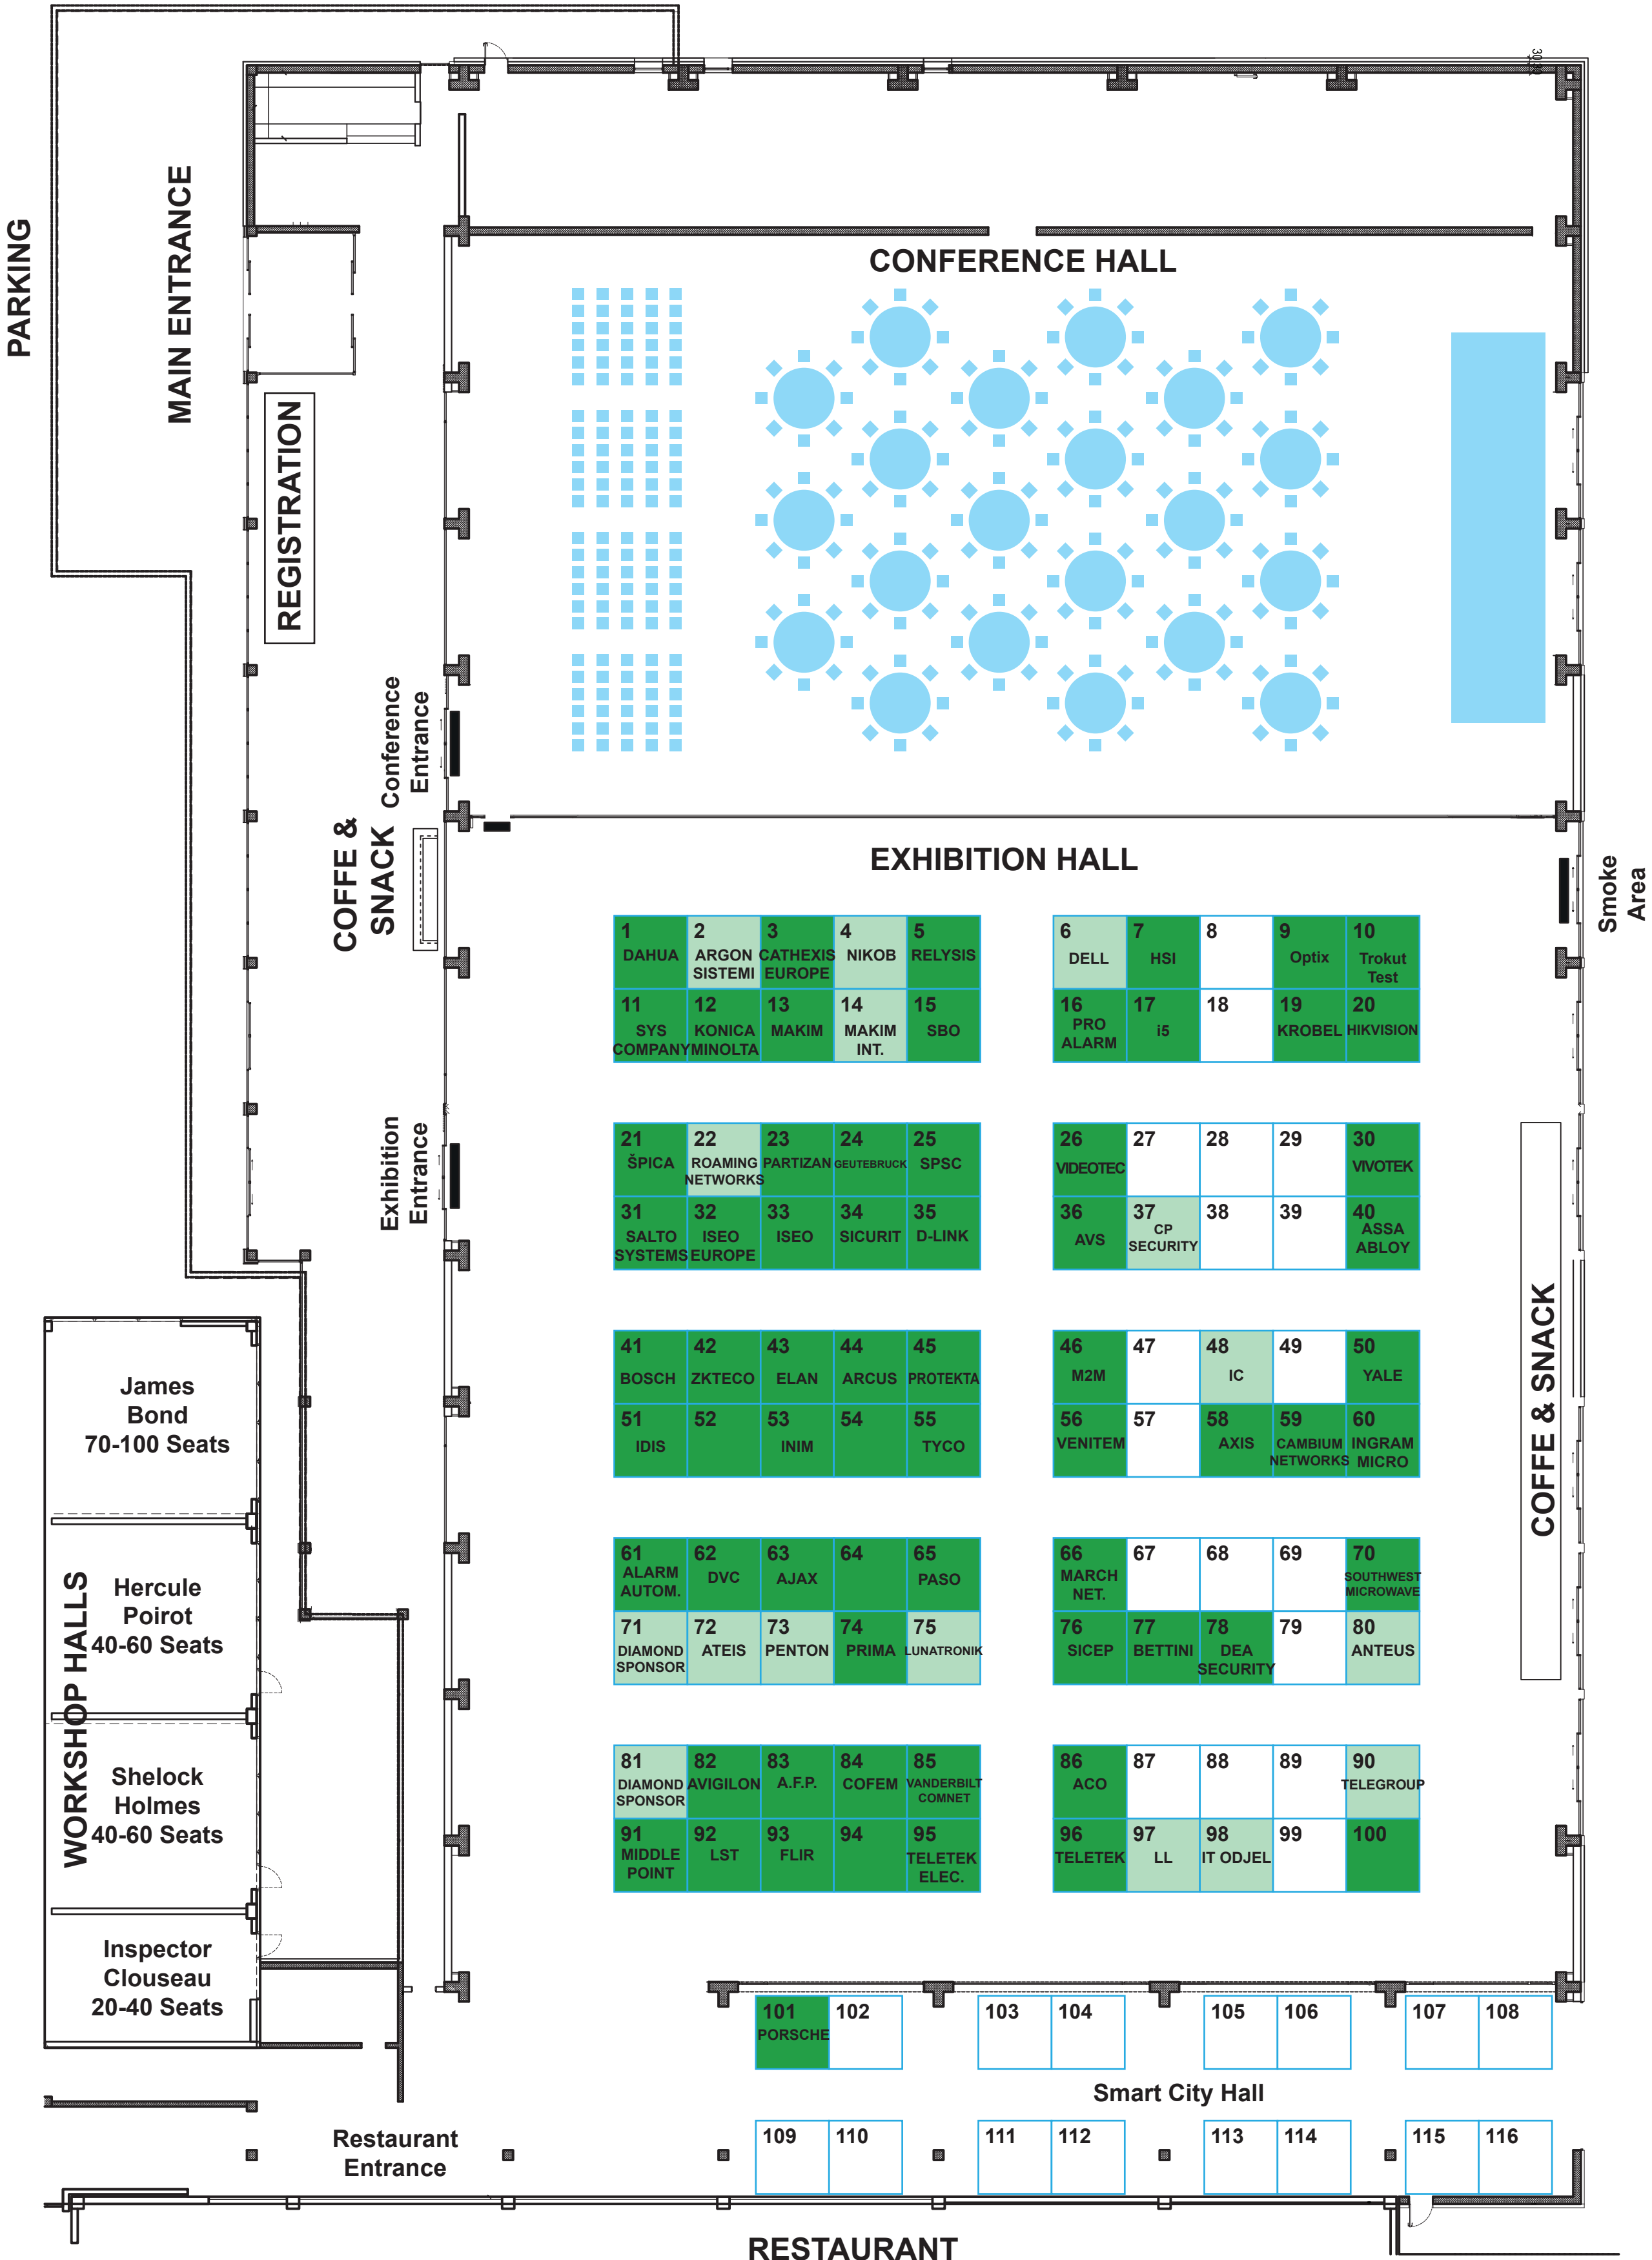 PARKING
MAIN ENTRANCE
30,00
CONFERENCE HALL
REGISTRATION
Conference
Entrance
COFFE &
SNACK
EXHIBITION HALL
Smoke
Area
1
DAHUA
2
ARGON
SISTEMI
3
CATHEXIS
EUROPE
4
NIKOB
5
RELYSIS
6
DELL
7
HSI
8
9
Optix
10
Trokut
Test
11
SYS
COMPANY
12
KONICA
MINOLTA
13
MAKIM
14
MAKIM
INT.
15
SBO
16
PRO
ALARM
17
i5
18
19
KROBEL
20
HIKVISION
Exhibition
Entrance
21
ŠPICA
22
ROAMING
NETWORKS
23
PARTIZAN
24
GEUTEBRUCK
25
SPSC
26
VIDEOTEC
27
28
29
30
VIVOTEK
31
SALTO
SYSTEMS
32
ISEO
EUROPE
33
ISEO
34
SICURIT
35
D-LINK
36
AVS
37
CP
SECURITY
38
39
40
ASSA
ABLOY
COFFE & SNACK
41
BOSCH
42
ZKTECO
43
ELAN
44
ARCUS
45
PROTEKTA
46
M2M
47
48
IC
49
50
YALE
51
IDIS
52
53
INIM
54
55
TYCO
56
VENITEM
57
58
AXIS
59
CAMBIUM
NETWORKS
60
INGRAM
MICRO
61
ALARM
AUTOM.
62
DVC
63
AJAX
64
65
PASO
66
MARCH
NET.
67
68
69
70
SOUTHWEST
MICROWAVE
71
DIAMOND
SPONSOR
72
ATEIS
73
PENTON
74
PRIMA
75
LUNATRONIK
76
SICEP
77
BETTINI
78
DEA
SECURITY
79
80
ANTEUS
81
DIAMOND
SPONSOR
82
AVIGILON
83
A.F.P.
84
COFEM
85
VANDERBILT
COMNET
86
ACO
87
88
89
90
TELEGROUP
91
MIDDLE
POINT
92
LST
93
FLIR
94
95
TELETEK
ELEC.
96
TELETEK
97
LL
98
IT ODJEL
99
100
WORKSHOP HALLS
James
Bond
70-100 Seats
Hercule
Poirot
40-60 Seats
Shelock
Holmes
40-60 Seats
Inspector
Clouseau
20-40 Seats
101
PORSCHE
102
103
104
105
106
107
108
Smart City Hall
109
110
111
112
113
114
115
116
Restaurant
Entrance
RESTAURANT